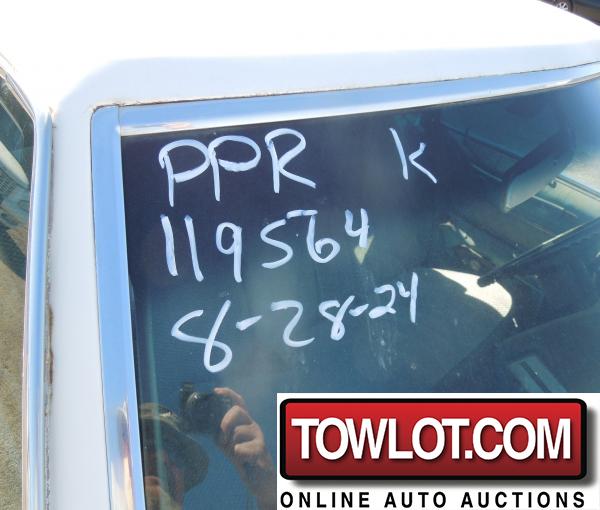 PPR K
119564
8-28-24
TOWLOT.COM
ONLINE AUTO AUCTIONS